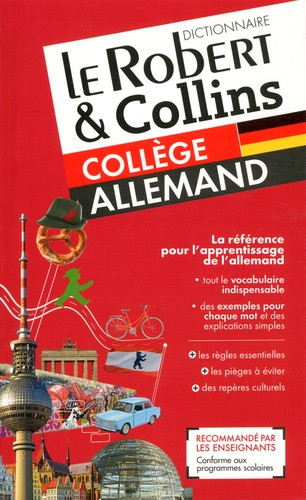 DICTIONNAIRE
Le Robert
& Collins
COLLÈGE
ALLEMAND
La référence
pour l'apprentissage
de l'allemand
• tout le vocabulaire
indispensable
• des exemples pour
chaque mot et des
explications simples
+ les règles essentielles
+ les pièges à éviter
+ des repères culturels
RECOMMANDÉ PAR
LES ENSEIGNANTS
Conforme aux
programmes scolaires